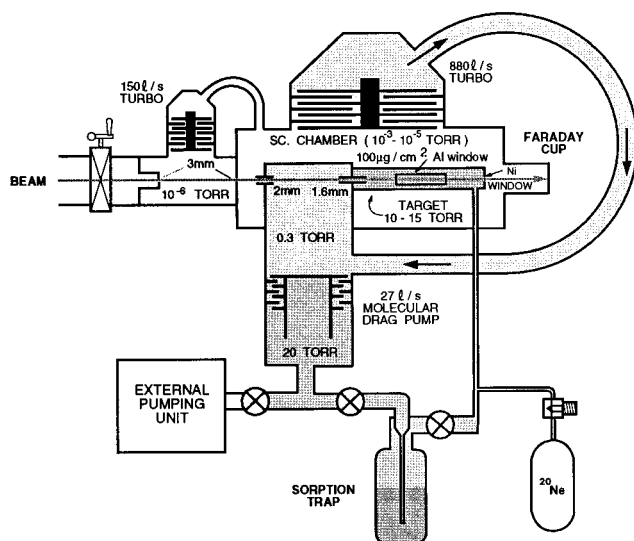 150ℓ/s
TURBO
880ℓ/s
TURBO
SC. CHAMBER (10⁻³- 10⁻⁵ TORR)
FARADAY
CUP
100µg / cm² Al window
3mm
BEAM
10⁻⁶ TORR
2mm
1.6mm
Ni
WINDOW
TARGET
10 - 15 TORR
0.3 TORR
27ℓ/s
MOLECULAR
DRAG PUMP
20 TORR
EXTERNAL
PUMPING
UNIT
SORPTION
TRAP
²⁰Ne